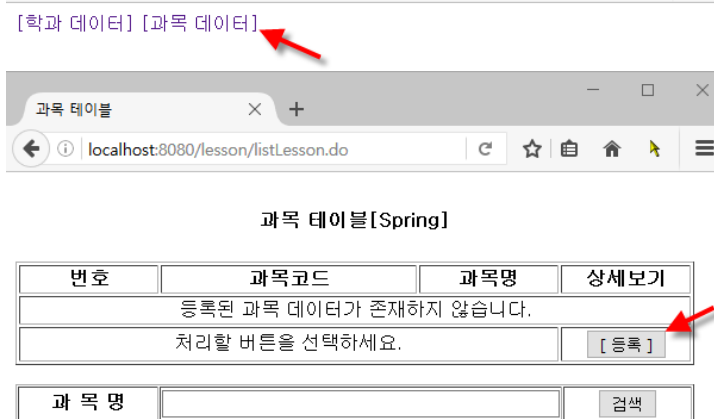 [학과 데이터] [과목 데이터]
과목 테이블
localhost:8080/lesson/listLesson.do
과목 테이블[Spring]
번호 과목코드 과목명 상세보기
등록된 과목 데이터가 존재하지 않습니다.
처리할 버튼을 선택하세요. [ 등록 ]
과 목 명 검색